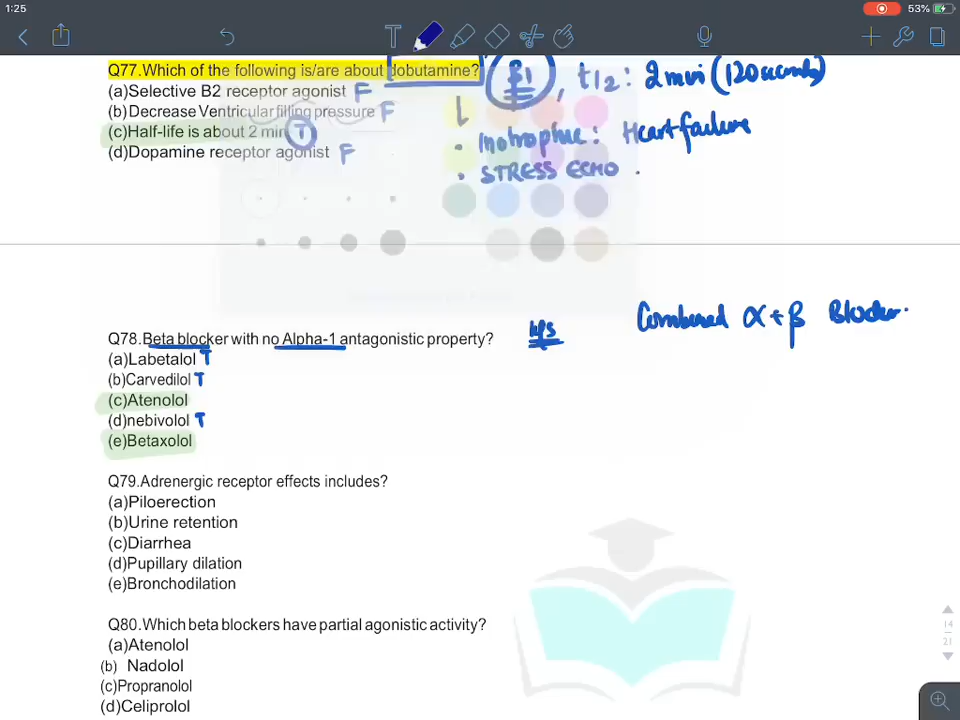 1:25
53%
T
Q77.Which of the following is/are about dobutamine?
β1, t1/2: 2 min (120 seconds)
(a)Selective B2 receptor agonist F
(b)Decrease Ventricular filling pressure F
(c)Half-life is about 2 min T
• Inotrophic: Heart failure
(d)Dopamine receptor agonist F
• STRESS ECHO
Combined α + β Blocker.
Q78.Beta blocker with no Alpha-1 antagonistic property?
(a)Labetalol T
(b)Carvedilol T
(c)Atenolol
(d)nebivolol T
(e)Betaxolol
Q79.Adrenergic receptor effects includes?
(a)Piloerection
(b)Urine retention
(c)Diarrhea
(d)Pupillary dilation
(e)Bronchodilation
Q80.Which beta blockers have partial agonistic activity?
(a)Atenolol
(b) Nadolol
(c)Propranolol
(d)Celiprolol
14
21